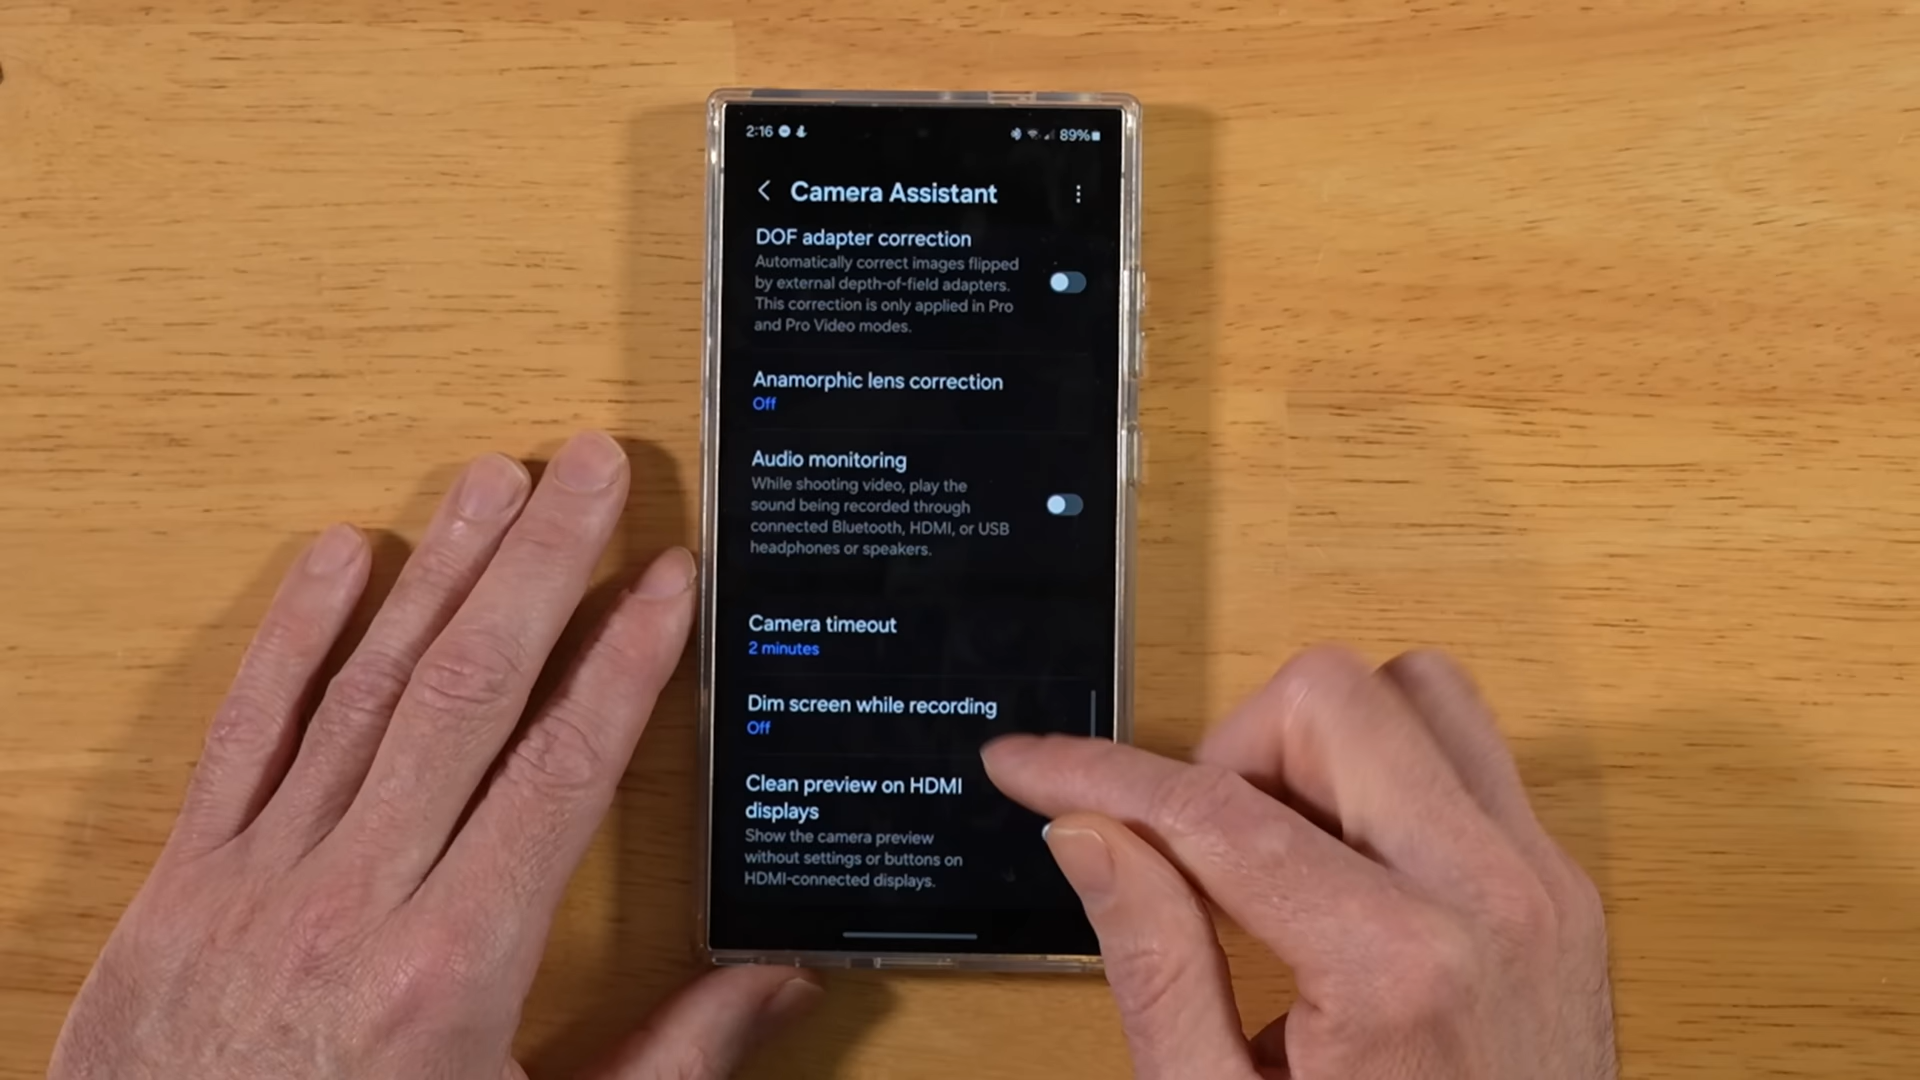 2:16
89%
Camera Assistant
DOF adapter correction
Automatically correct images flipped
by external depth-of-field adapters.
This correction is only applied in Pro
and Pro Video modes.
Anamorphic lens correction
Off
Audio monitoring
While shooting video, play the
sound being recorded through
connected Bluetooth, HDMI, or USB
headphones or speakers.
Camera timeout
2 minutes
Dim screen while recording
Off
Clean preview on HDMI
displays
Show the camera preview
without settings or buttons on
HDMI-connected displays.